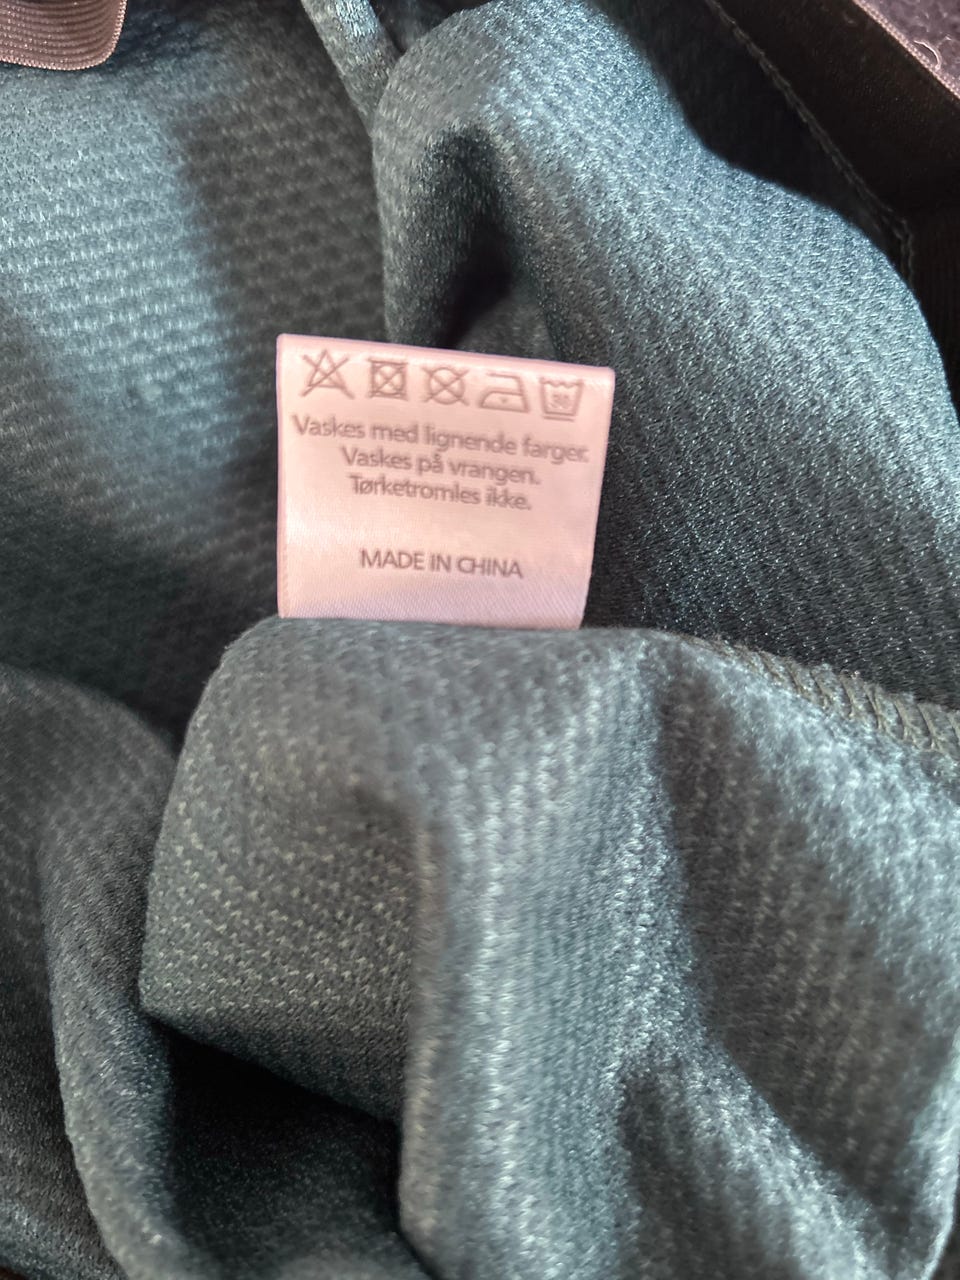 Vaskes med lignende farger.
Vaskes på vrangen.
Tørketromles ikke.
MADE IN CHINA